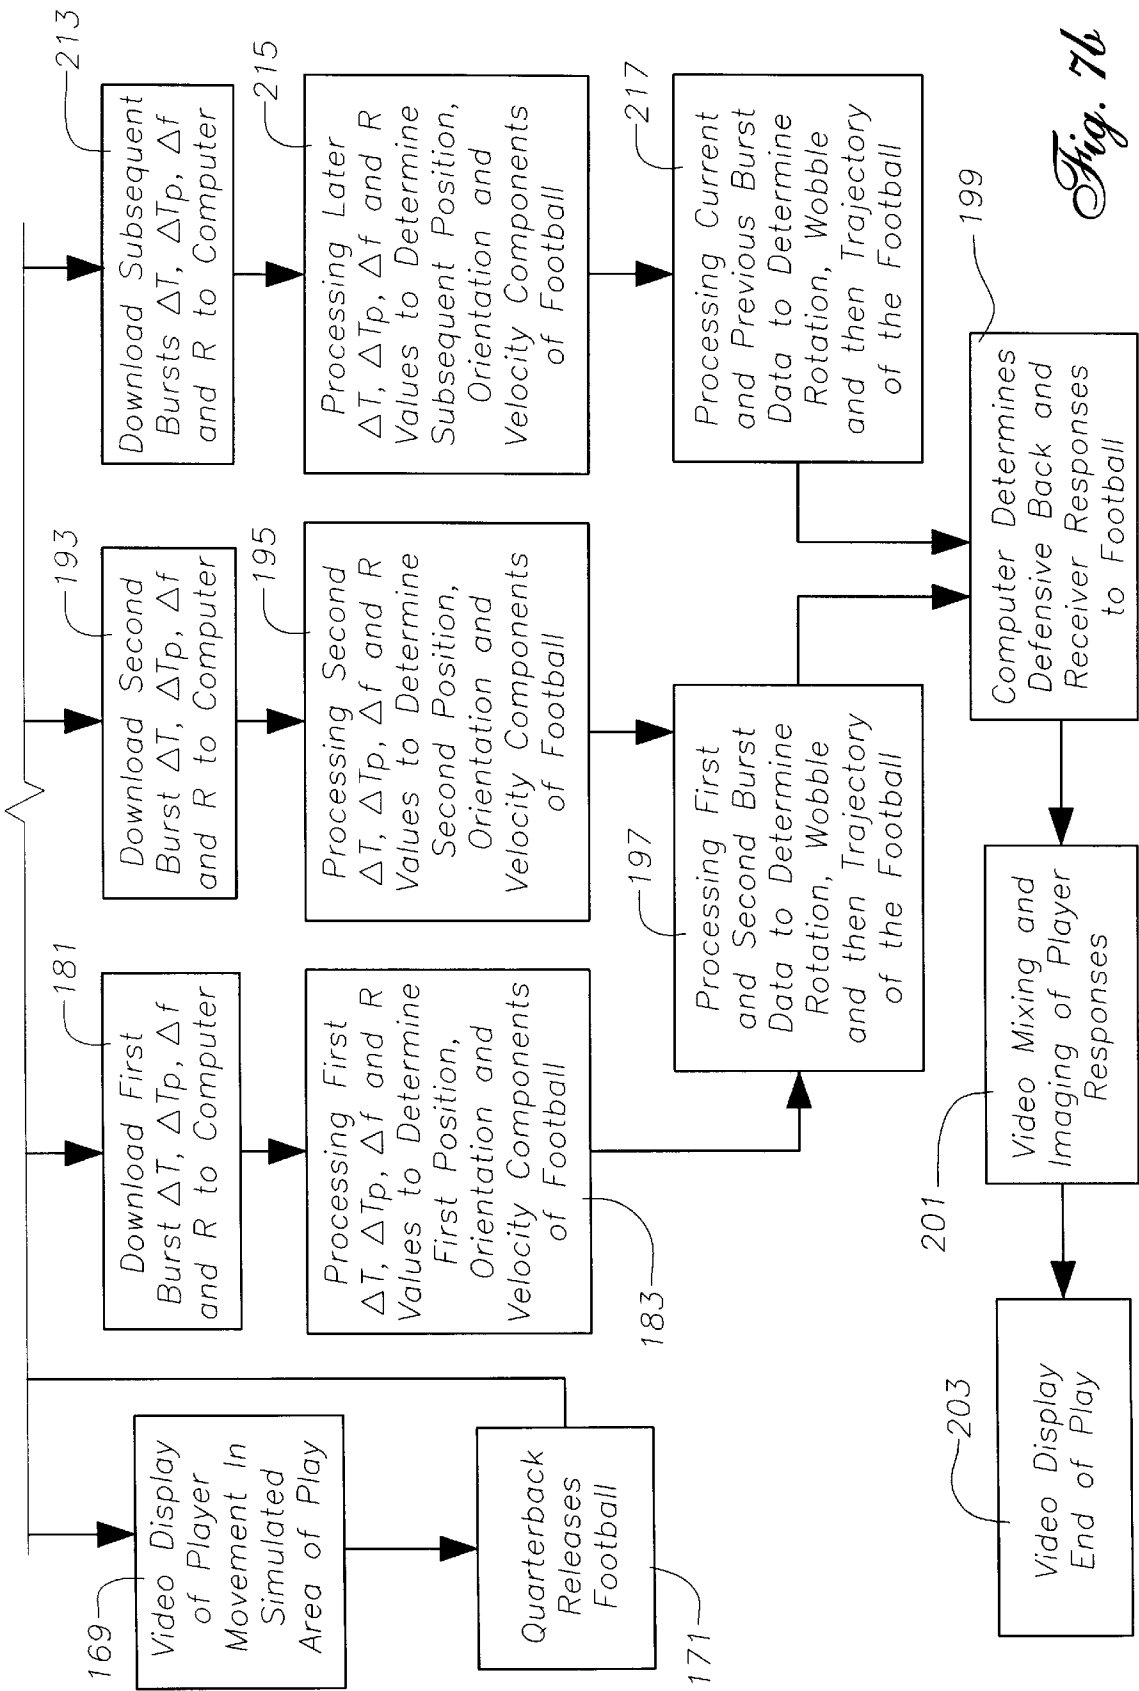 169
Video Display
of Player
Movement In
Simulated
Area of Play
Quarterback
Releases
Football
171
181
Download First
Burst ΔT, ΔTp, Δf
and R to Computer
Processing First
ΔT, ΔTp, Δf and R
Values to Determine
First Position,
Orientation and
Velocity Components
of Football
183
193
Download Second
Burst ΔT, ΔTp, Δf
and R to Computer
195
Processing Second
ΔT, ΔTp, Δf and R
Values to Determine
Second Position,
Orientation and
Velocity Components
of Football
197
Processing First
and Second Burst
Data to Determine
Rotation, Wobble
and then Trajectory
of the Football
213
Download Subsequent
Bursts ΔT, ΔTp, Δf
and R to Computer
215
Processing Later
ΔT, ΔTp, Δf and R
Values to Determine
Subsequent Position,
Orientation and
Velocity Components
of Football
217
Processing Current
and Previous Burst
Data to Determine
Rotation, Wobble
and then Trajectory
of the Football
199
Computer Determines
Defensive Back and
Receiver Responses
to Football
201
Video Mixing and
Imaging of Player
Responses
203
Video Display
End of Play
Fig. 7b